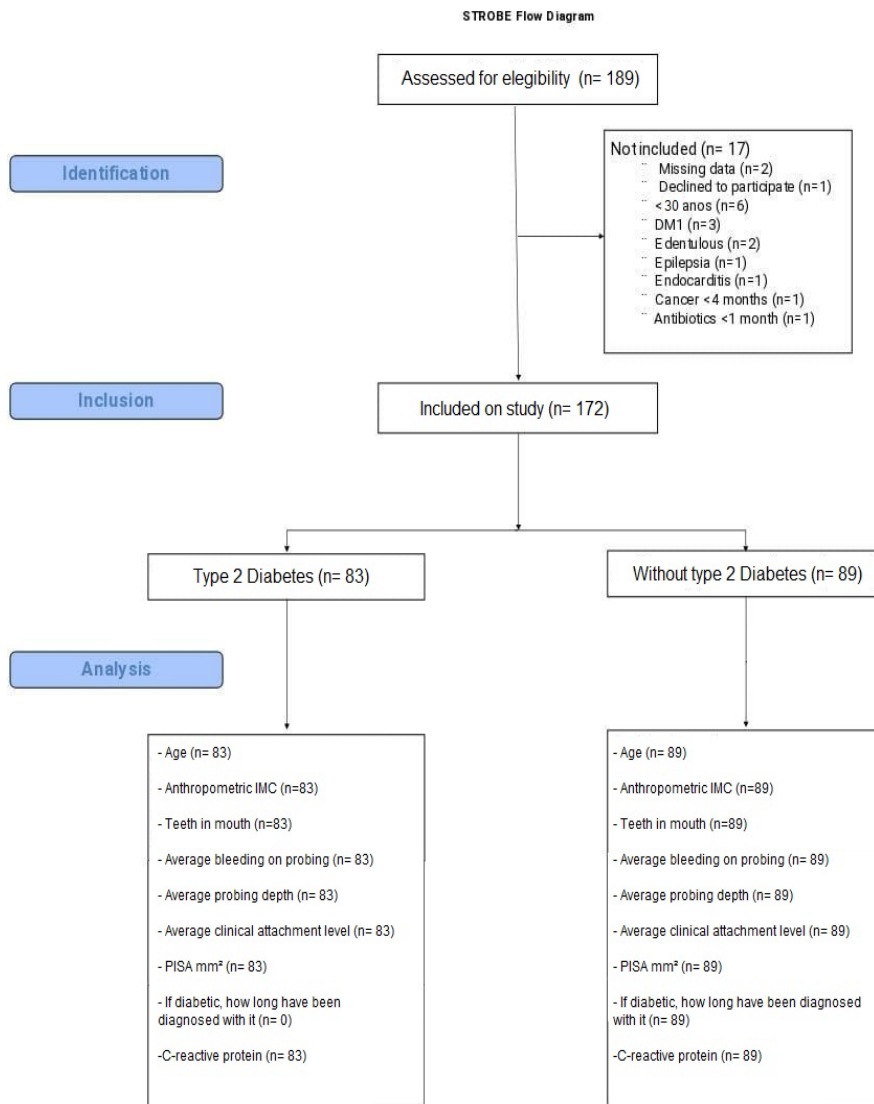 STROBE Flow Diagram
Assessed for elegibility (n= 189)
Identification
Not included (n= 17)
¨ Missing data (n=2)
¨ Declined to participate (n=1)
¨ <30 anos (n=6)
¨ DM1 (n=3)
¨ Edentulous (n=2)
¨ Epilepsia (n=1)
¨ Endocarditis (n=1)
¨ Cancer <4 months (n=1)
¨ Antibiotics <1 month (n=1)
Inclusion
Included on study (n= 172)
Type 2 Diabetes (n= 83)
Without type 2 Diabetes (n= 89)
Analysis
- Age (n= 83)
- Anthropometric IMC (n=83)
- Teeth in mouth (n=83)
- Average bleeding on probing (n= 83)
- Average probing depth (n= 83)
- Average clinical attachment level (n= 83)
- PISA mm² (n= 83)
- If diabetic, how long have been
diagnosed with it (n= 0)
-C-reactive protein (n= 83)
- Age (n= 89)
- Anthropometric IMC (n=89)
- Teeth in mouth (n=89)
- Average bleeding on probing (n= 89)
- Average probing depth (n= 89)
- Average clinical attachment level (n= 89)
- PISA mm² (n= 89)
- If diabetic, how long have been diagnosed
with it (n= 89)
-C-reactive protein (n= 89)